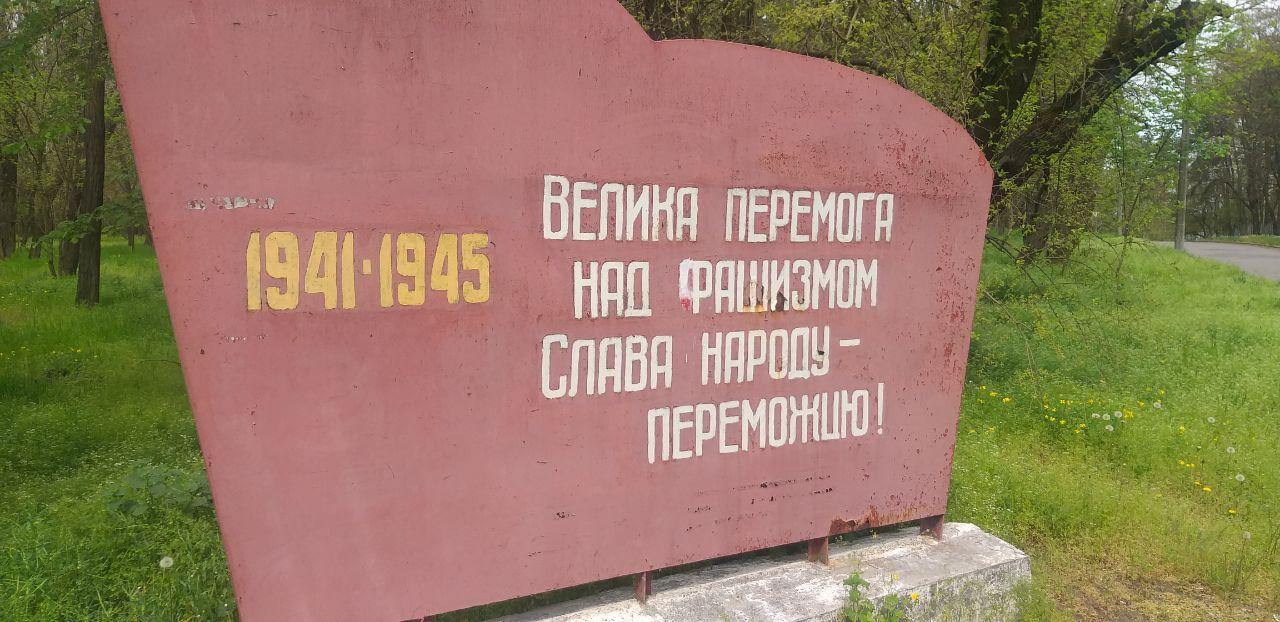 1941-1945
ВЕЛИКА ПЕРЕМОГА
НАД ФАШИЗМОМ
СЛАВА НАРОДУ –
ПЕРЕМОЖЦЮ!